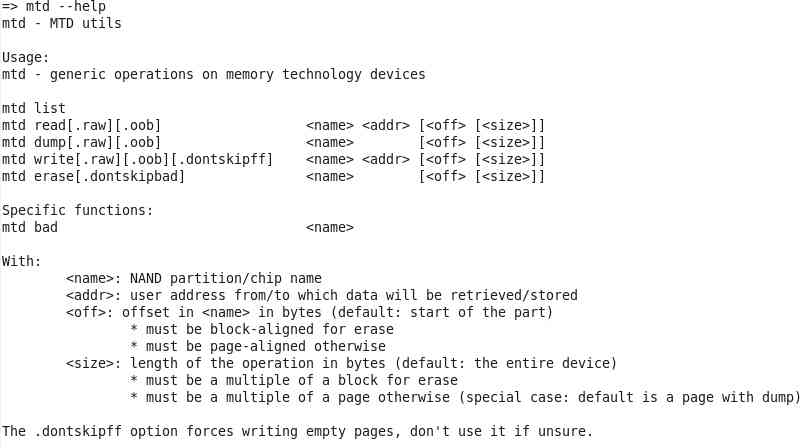 => mtd --help
mtd - MTD utils

Usage:
mtd - generic operations on memory technology devices

mtd list
mtd read[.raw][.oob]                  <name> <addr> [<off> [<size>]]
mtd dump[.raw][.oob]                  <name>        [<off> [<size>]]
mtd write[.raw][.oob][.dontskipff]    <name> <addr> [<off> [<size>]]
mtd erase[.dontskipbad]               <name>        [<off> [<size>]]

Specific functions:
mtd bad                               <name>

With:
        <name>: NAND partition/chip name
        <addr>: user address from/to which data will be retrieved/stored
        <off>: offset in <name> in bytes (default: start of the part)
                * must be block-aligned for erase
                * must be page-aligned otherwise
        <size>: length of the operation in bytes (default: the entire device)
                * must be a multiple of a block for erase
                * must be a multiple of a page otherwise (special case: default is a page with dump)

The .dontskipff option forces writing empty pages, don't use it if unsure.